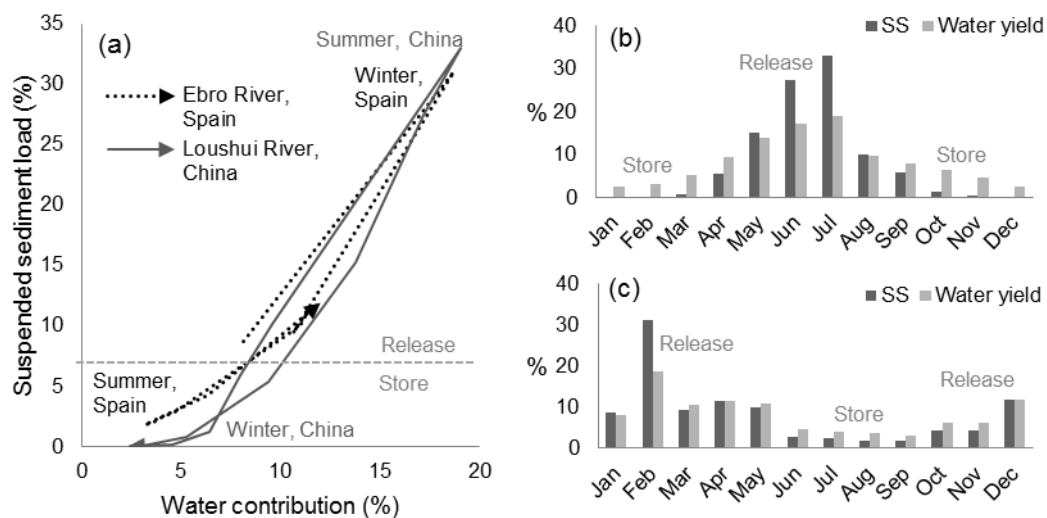 (a)
Suspended sediment load (%)
35
30
25
20
15
10
5
0
0
5
10
15
20
Water contribution (%)
Summer, China
Winter,
Spain
Ebro River,
Spain
Loushui River,
China
Release
Store
Summer,
Spain
Winter, China
(b)
SS
Water yield
%
40
30
20
10
0
Release
Store
Store
Jan
Feb
Mar
Apr
May
Jun
Jul
Aug
Sep
Oct
Nov
Dec
(c)
SS
Water yield
%
40
30
20
10
0
Release
Store
Release
Jan
Feb
Mar
Apr
May
Jun
Jul
Aug
Sep
Oct
Nov
Dec